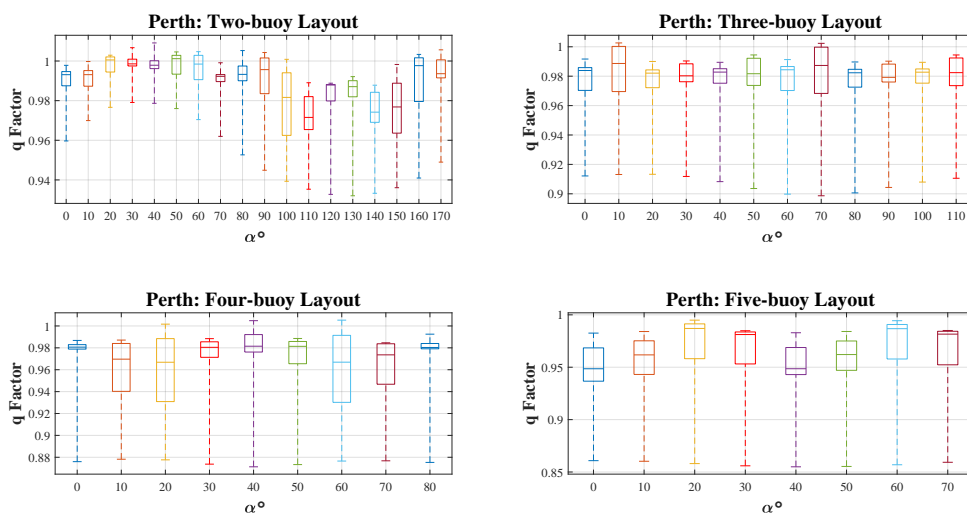 Perth: Two-buoy Layout
q Factor
1
0.98
0.96
0.94
0 10 20 30 40 50 60 70 80 90 100 110 120 130 140 150 160 170
α°
Perth: Three-buoy Layout
q Factor
1
0.98
0.96
0.94
0.92
0.9
0 10 20 30 40 50 60 70 80 90 100 110
α°
Perth: Four-buoy Layout
q Factor
1
0.98
0.96
0.94
0.92
0.9
0.88
0 10 20 30 40 50 60 70 80
α°
Perth: Five-buoy Layout
q Factor
1
0.95
0.9
0.85
0 10 20 30 40 50 60 70
α°